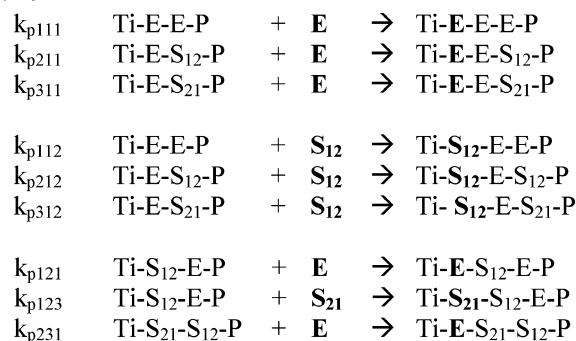 kp111 Ti-E-E-P + E → Ti-E-E-E-P
kp211 Ti-E-S12-P + E → Ti-E-E-S12-P
kp311 Ti-E-S21-P + E → Ti-E-E-S21-P
kp112 Ti-E-E-P + S12 → Ti-S12-E-E-P
kp212 Ti-E-S12-P + S12 → Ti-S12-E-S12-P
kp312 Ti-E-S21-P + S12 → Ti- S12-E-S21-P
kp121 Ti-S12-E-P + E → Ti-E-S12-E-P
kp123 Ti-S12-E-P + S21 → Ti-S21-S12-E-P
kp231 Ti-S21-S12-P + E → Ti-E-S21-S12-P